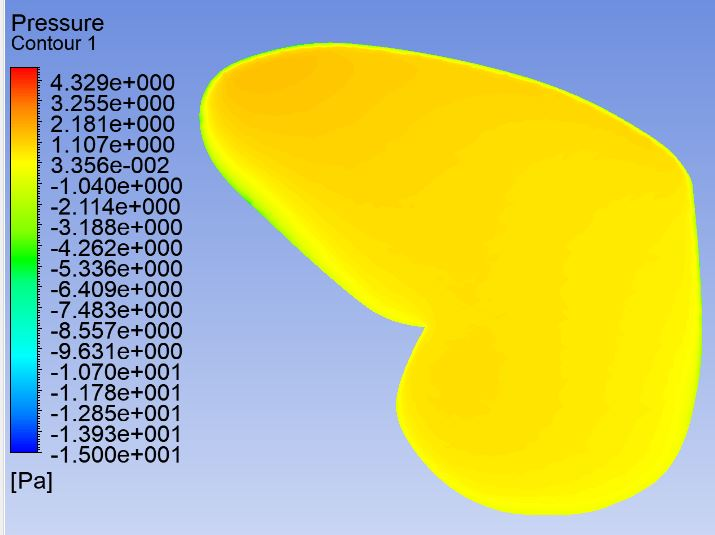 Pressure
Contour 1
4.329e+000
3.255e+000
2.181e+000
1.107e+000
3.356e-002
-1.040e+000
-2.114e+000
-3.188e+000
-4.262e+000
-5.336e+000
-6.409e+000
-7.483e+000
-8.557e+000
-9.631e+000
-1.070e+001
-1.178e+001
-1.285e+001
-1.393e+001
-1.500e+001
[Pa]